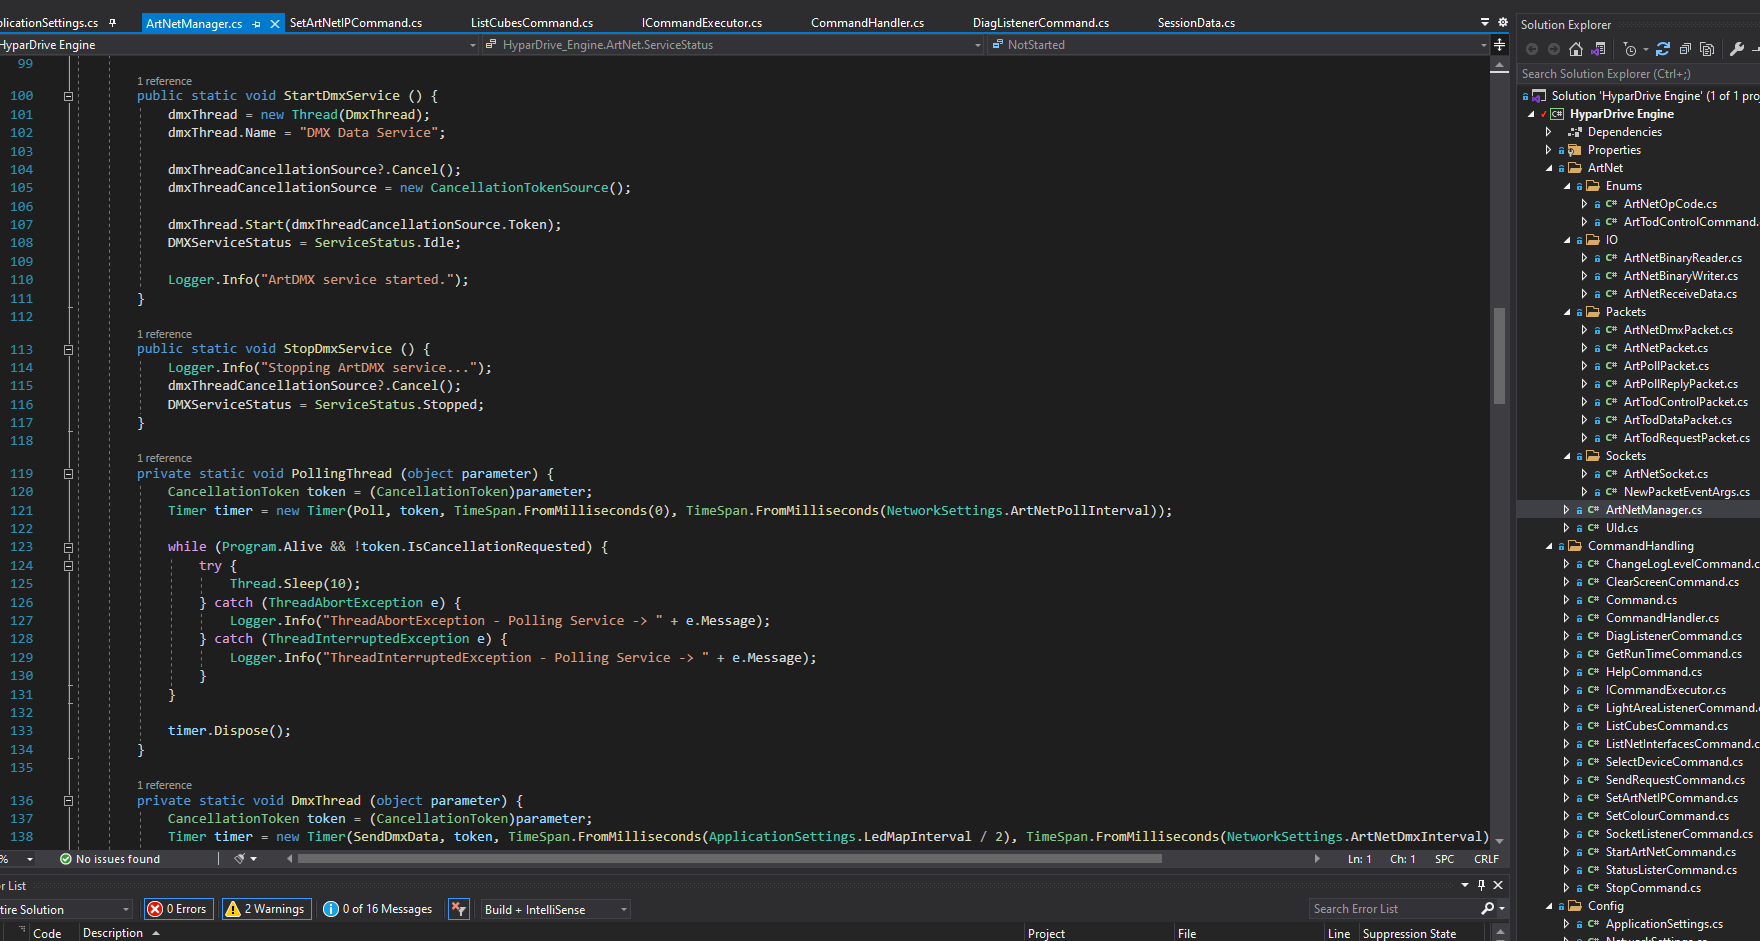 plicationSettings.cs
ArtNetManager.cs
SetArtNetIPCommand.cs
ListCubesCommand.cs
ICommandExecutor.cs
CommandHandler.cs
DiagListenerCommand.cs
SessionData.cs
HyparDrive Engine
HyparDrive_Engine.ArtNet.ServiceStatus
NotStarted
99
1 reference
100 public static void StartDmxService () {
101 dmxThread = new Thread(DmxThread);
102 dmxThread.Name = "DMX Data Service";
103
104 dmxThreadCancellationSource?.Cancel();
105 dmxThreadCancellationSource = new CancellationTokenSource();
106
107 dmxThread.Start(dmxThreadCancellationSource.Token);
108 DMXServiceStatus = ServiceStatus.Idle;
109
110 Logger.Info("ArtDMX service started.");
111 }
112
1 reference
113 public static void StopDmxService () {
114 Logger.Info("Stopping ArtDMX service...");
115 dmxThreadCancellationSource?.Cancel();
116 DMXServiceStatus = ServiceStatus.Stopped;
117 }
118
1 reference
119 private static void PollingThread (object parameter) {
120 CancellationToken token = (CancellationToken)parameter;
121 Timer timer = new Timer(Poll, token, TimeSpan.FromMilliseconds(0), TimeSpan.FromMilliseconds(NetworkSettings.ArtNetPollInterval));
122
123 while (Program.Alive && !token.IsCancellationRequested) {
124 try {
125 Thread.Sleep(10);
126 } catch (ThreadAbortException e) {
127 Logger.Info("ThreadAbortException - Polling Service -> " + e.Message);
128 } catch (ThreadInterruptedException e) {
129 Logger.Info("ThreadInterruptedException - Polling Service -> " + e.Message);
130 }
131 }
132
133 timer.Dispose();
134 }
135
1 reference
136 private static void DmxThread (object parameter) {
137 CancellationToken token = (CancellationToken)parameter;
138 Timer timer = new Timer(SendDmxData, token, TimeSpan.FromMilliseconds(ApplicationSettings.LedMapInterval / 2), TimeSpan.FromMilliseconds(NetworkSettings.ArtNetDmxInterval)
%
No issues found
Ln: 1
Ch: 1
SPC
CRLF
r List
tire Solution
0 Errors
2 Warnings
0 of 16 Messages
Build + IntelliSense
Search Error List
Code
Description
Project
File
Line
Suppression State
Solution Explorer
Search Solution Explorer (Ctrl+;)
Solution 'HyparDrive Engine' (1 of 1 proj
C# HyparDrive Engine
Dependencies
Properties
ArtNet
Enums
C# ArtNetOpCode.cs
C# ArtTodControlCommand.
IO
C# ArtNetBinaryReader.cs
C# ArtNetBinaryWriter.cs
C# ArtNetReceiveData.cs
Packets
C# ArtNetDmxPacket.cs
C# ArtNetPacket.cs
C# ArtPollPacket.cs
C# ArtPollReplyPacket.cs
C# ArtTodControlPacket.cs
C# ArtTodDataPacket.cs
C# ArtTodRequestPacket.cs
Sockets
C# ArtNetSocket.cs
C# NewPacketEventArgs.cs
C# ArtNetManager.cs
C# UId.cs
CommandHandling
C# ChangeLogLevelCommand.c
C# ClearScreenCommand.cs
C# Command.cs
C# CommandHandler.cs
C# DiagListenerCommand.cs
C# GetRunTimeCommand.cs
C# HelpCommand.cs
C# ICommandExecutor.cs
C# LightAreaListenerCommand.
C# ListCubesCommand.cs
C# ListNetInterfacesCommand.c
C# SelectDeviceCommand.cs
C# SendRequestCommand.cs
C# SetArtNetIPCommand.cs
C# SetColourCommand.cs
C# SocketListenerCommand.cs
C# StartArtNetCommand.cs
C# StatusListerCommand.cs
C# StopCommand.cs
Config
C# ApplicationSettings.cs